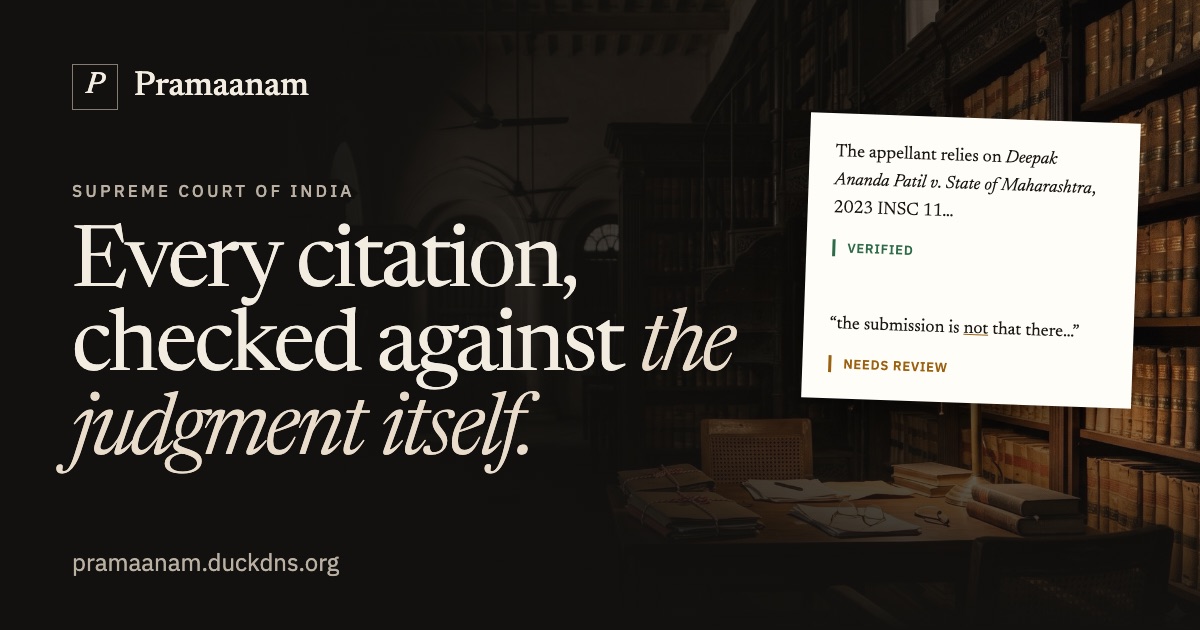 P Pramaanam
SUPREME COURT OF INDIA
Every citation,
checked against the
judgment itself.
pramaanam.duckdns.org
The appellant relies on Deepak
Ananda Patil v. State of Maharashtra,
2023 INSC 11…
VERIFIED
“the submission is not that there…”
NEEDS REVIEW